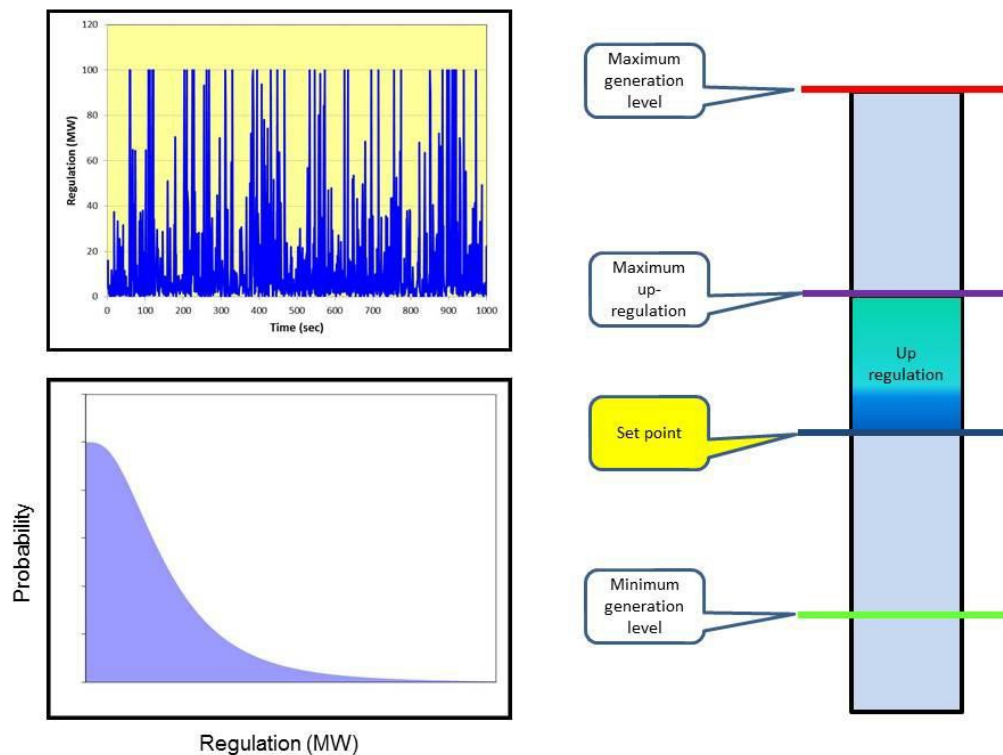 120
100
80
60
40
20
0
Regulation (MW)
0 100 200 300 400 500 600 700 800 900 1000
Time (sec)
Probability
Regulation (MW)
Maximum
generation
level
Maximum
up-
regulation
Up
regulation
Set point
Minimum
generation
level